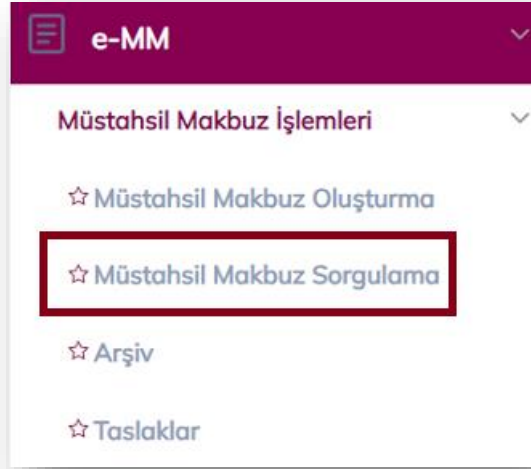 e-MM
Müstahsil Makbuz İşlemleri
Müstahsil Makbuz Oluşturma
Müstahsil Makbuz Sorgulama
Arşiv
Taslaklar